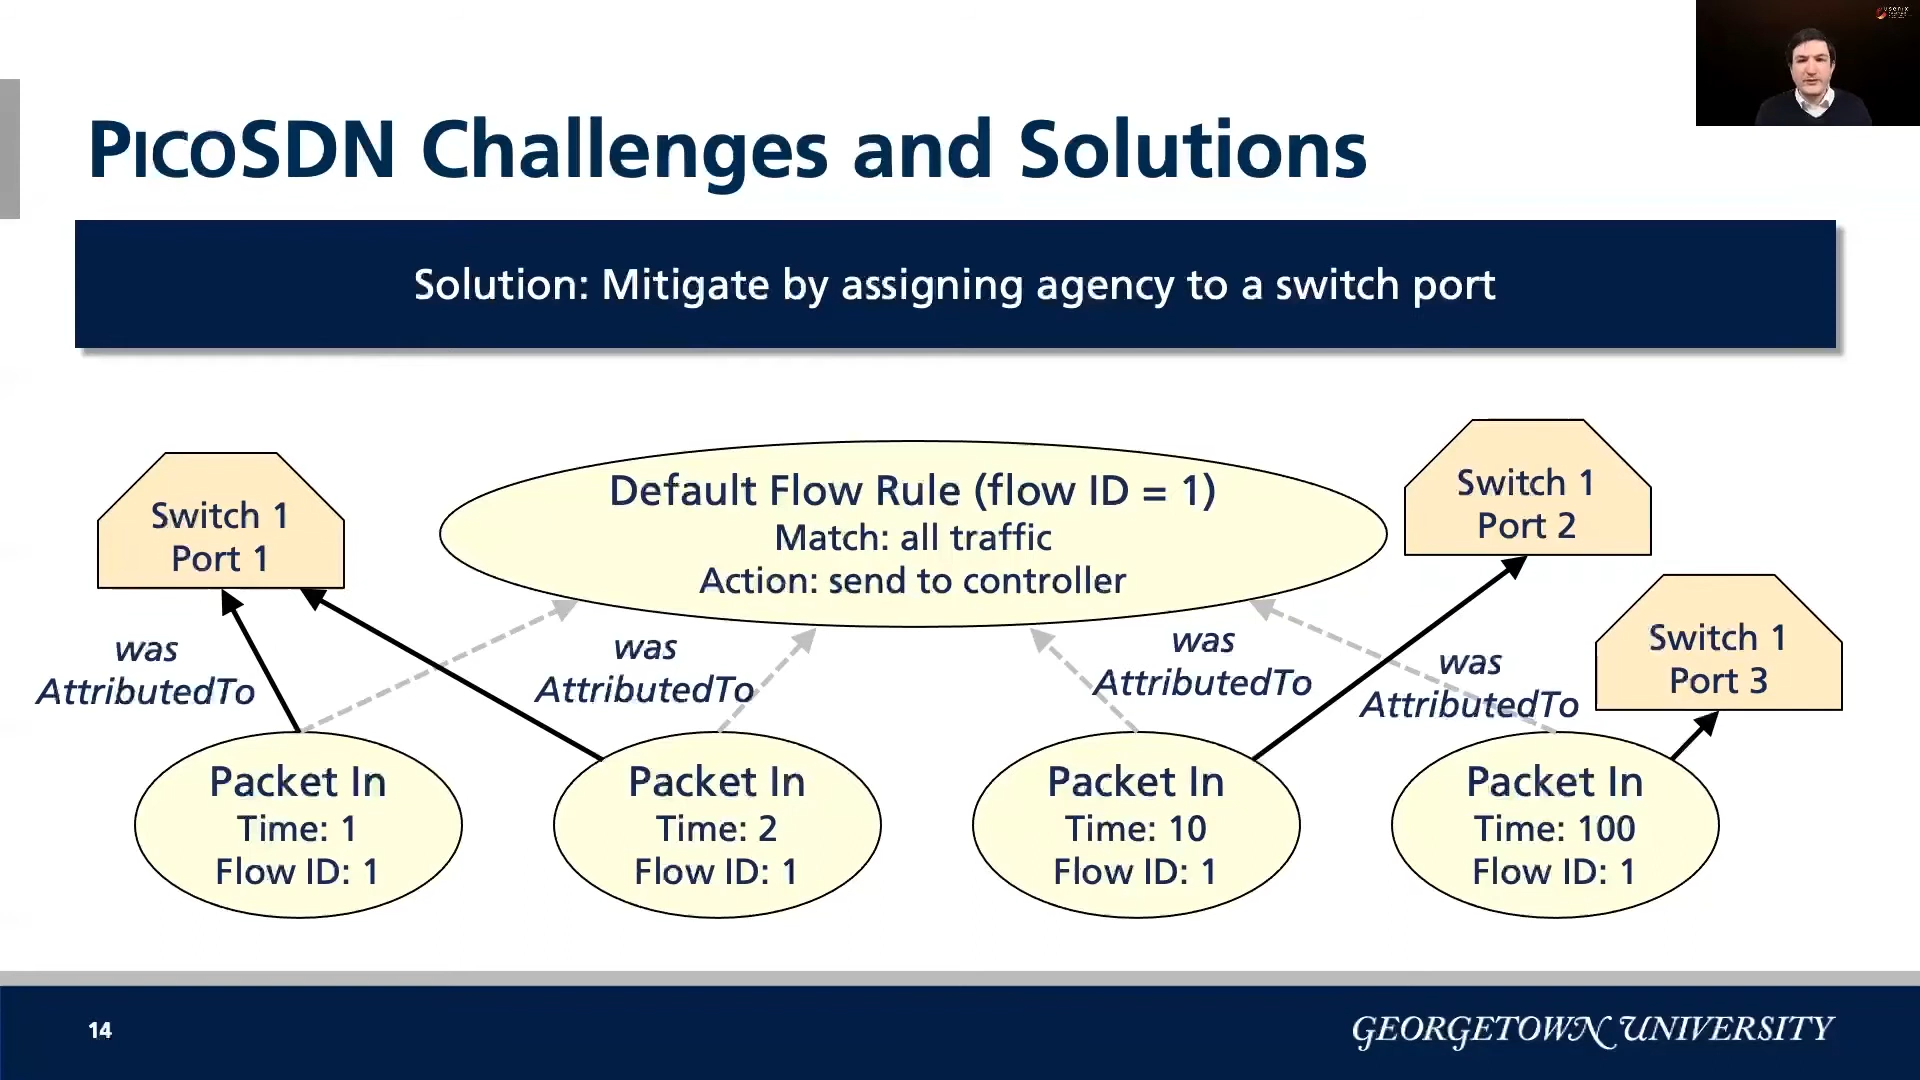 PICOSDN Challenges and Solutions
Solution: Mitigate by assigning agency to a switch port
Switch 1
Port 1
Default Flow Rule (flow ID = 1)
Match: all traffic
Action: send to controller
Switch 1
Port 2
Switch 1
Port 3
was
AttributedTo
was
AttributedTo
was
AttributedTo
was
AttributedTo
Packet In
Time: 1
Flow ID: 1
Packet In
Time: 2
Flow ID: 1
Packet In
Time: 10
Flow ID: 1
Packet In
Time: 100
Flow ID: 1
14
GEORGETOWN UNIVERSITY